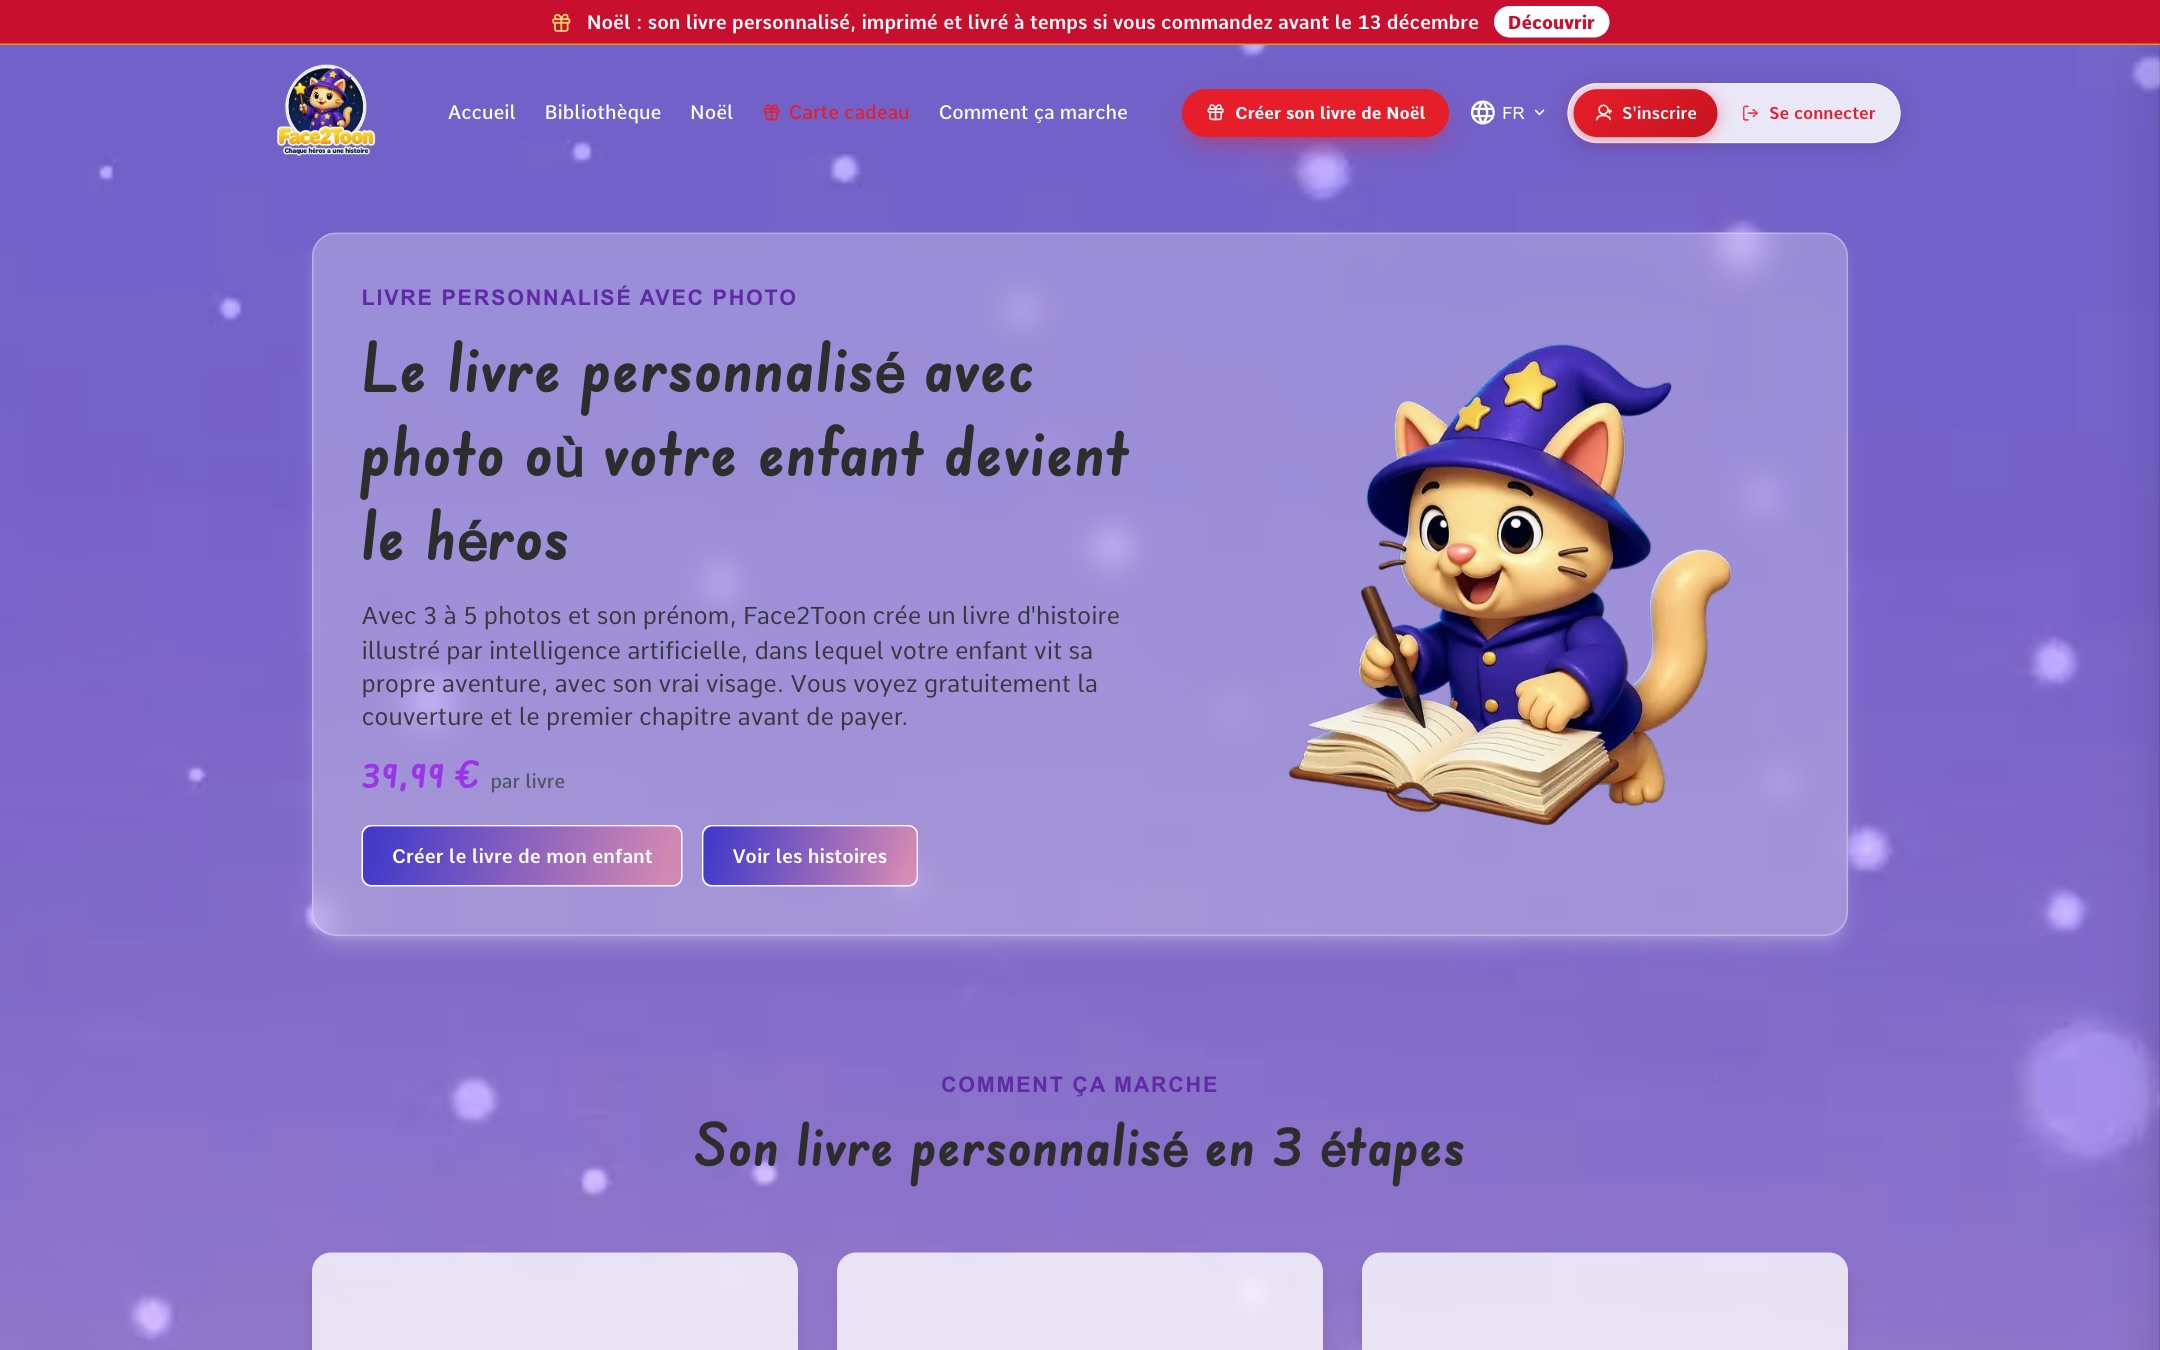 Noël : son livre personnalisé, imprimé et livré à temps si vous commandez avant le 13 décembre Découvrir
Face2Toon
Chaque héros a une histoire
Accueil Bibliothèque Noël Carte cadeau Comment ça marche Créer son livre de Noël FR S'inscrire Se connecter
LIVRE PERSONNALISÉ AVEC PHOTO
Le livre personnalisé avec
photo où votre enfant devient
le héros
Avec 3 à 5 photos et son prénom, Face2Toon crée un livre d'histoire
illustré par intelligence artificielle, dans lequel votre enfant vit sa
propre aventure, avec son vrai visage. Vous voyez gratuitement la
couverture et le premier chapitre avant de payer.
39,99 € par livre
Créer le livre de mon enfant Voir les histoires
COMMENT ÇA MARCHE
Son livre personnalisé en 3 étapes